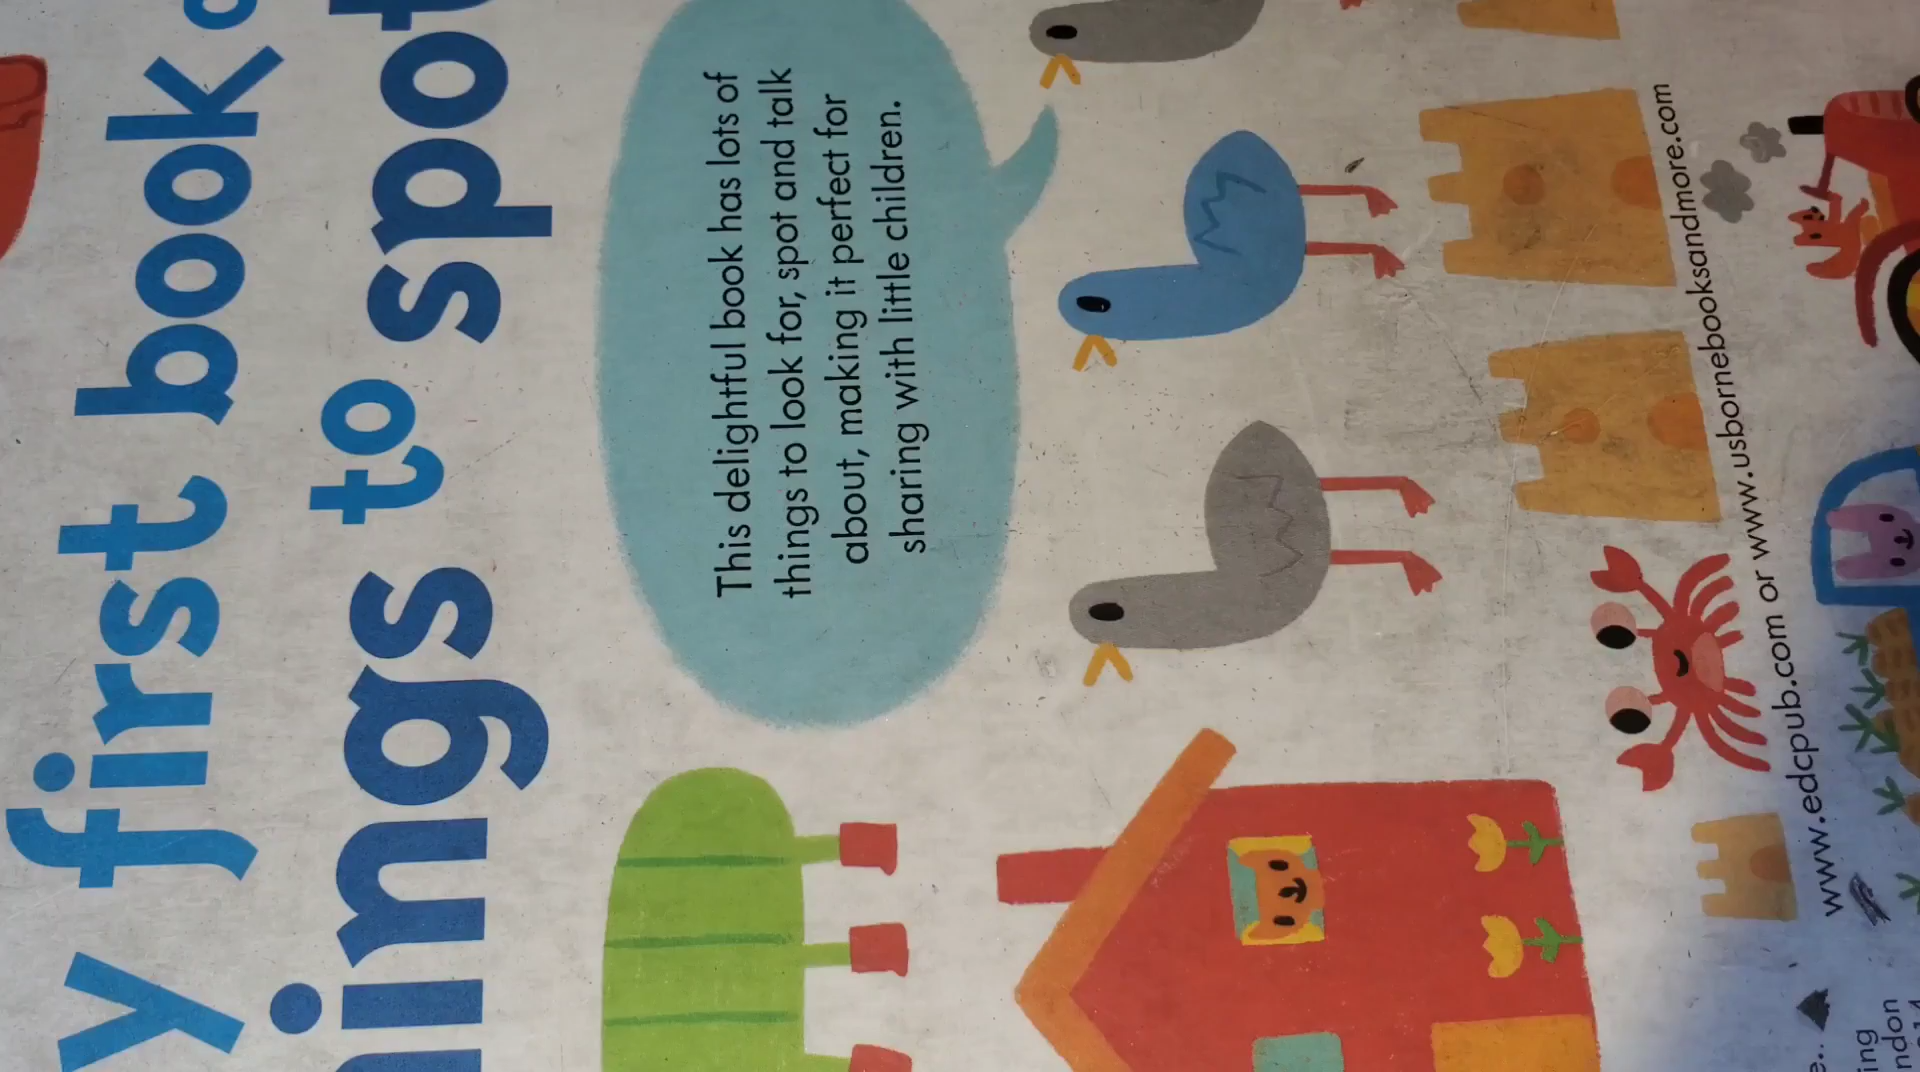 y first book
ings to spot
This delightful book has lots of
things to look for, spot and talk
about, making it perfect for
sharing with little children.
www.edcpub.com or www.usbornebooksandmore.com